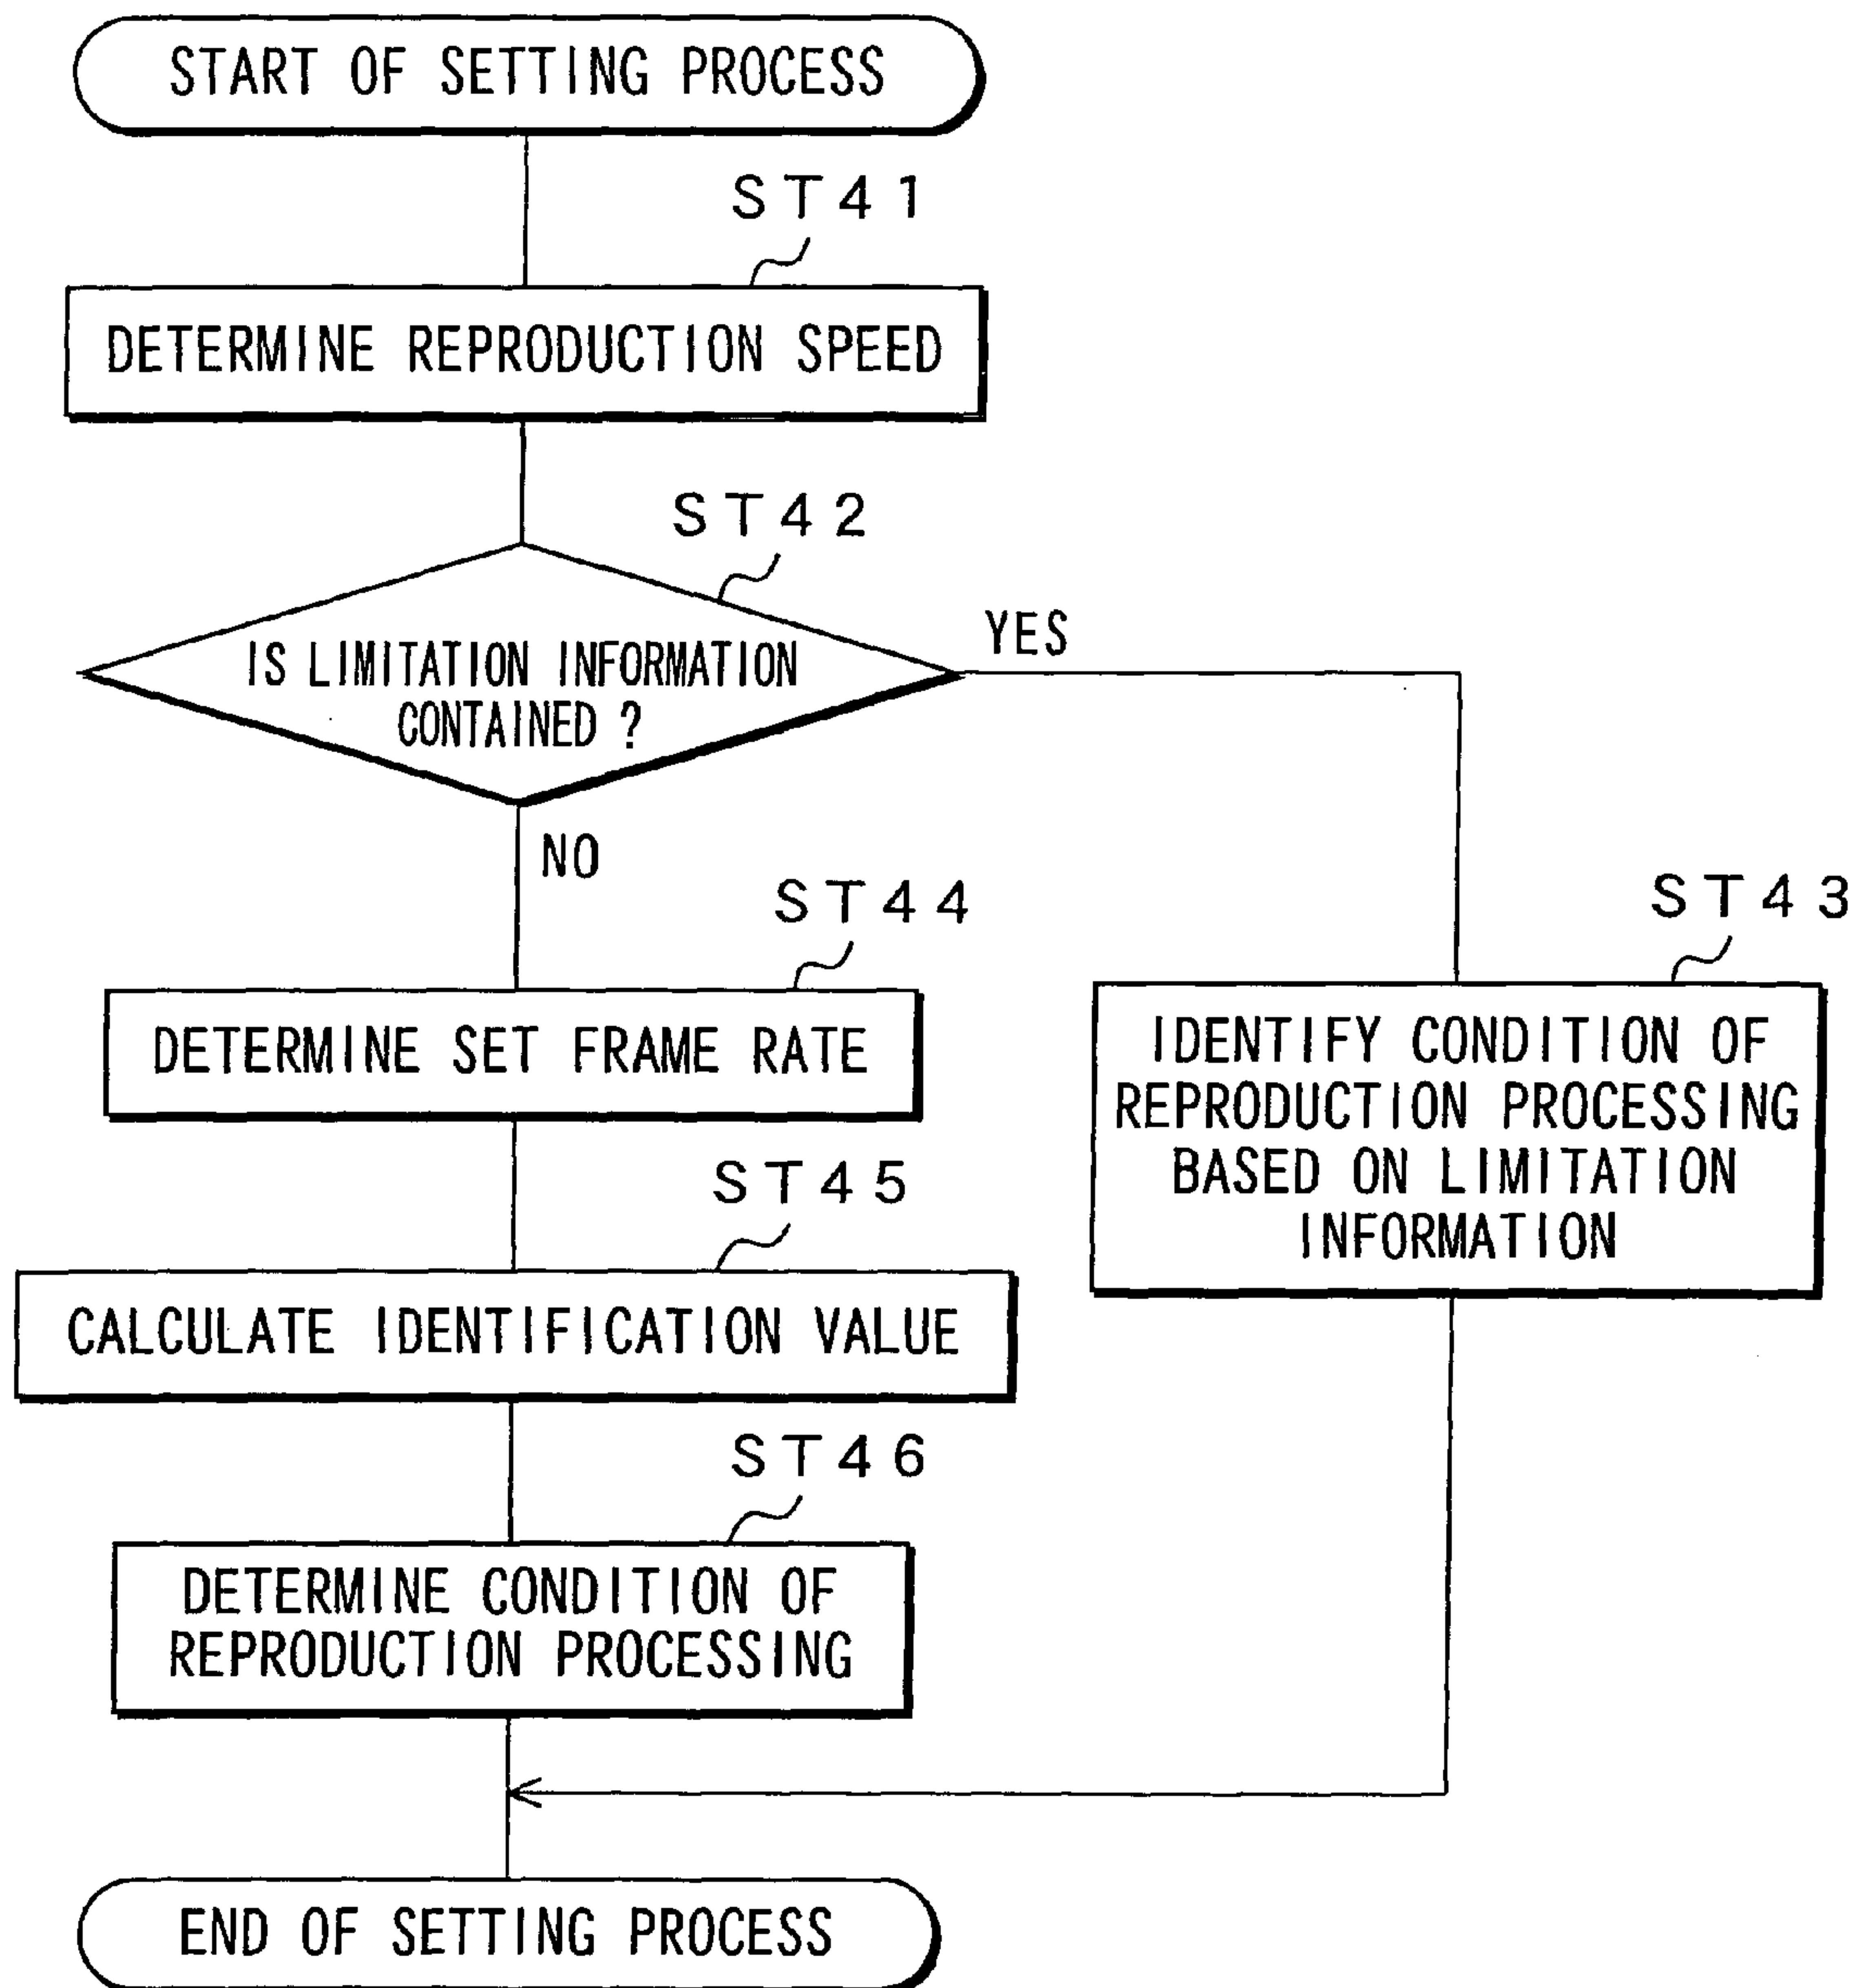 START OF SETTING PROCESS
ST41
DETERMINE REPRODUCTION SPEED
ST42
IS LIMITATION INFORMATION
CONTAINED ?
YES
NO
ST44
DETERMINE SET FRAME RATE
ST43
IDENTIFY CONDITION OF
REPRODUCTION PROCESSING
BASED ON LIMITATION
INFORMATION
ST45
CALCULATE IDENTIFICATION VALUE
ST46
DETERMINE CONDITION OF
REPRODUCTION PROCESSING
END OF SETTING PROCESS